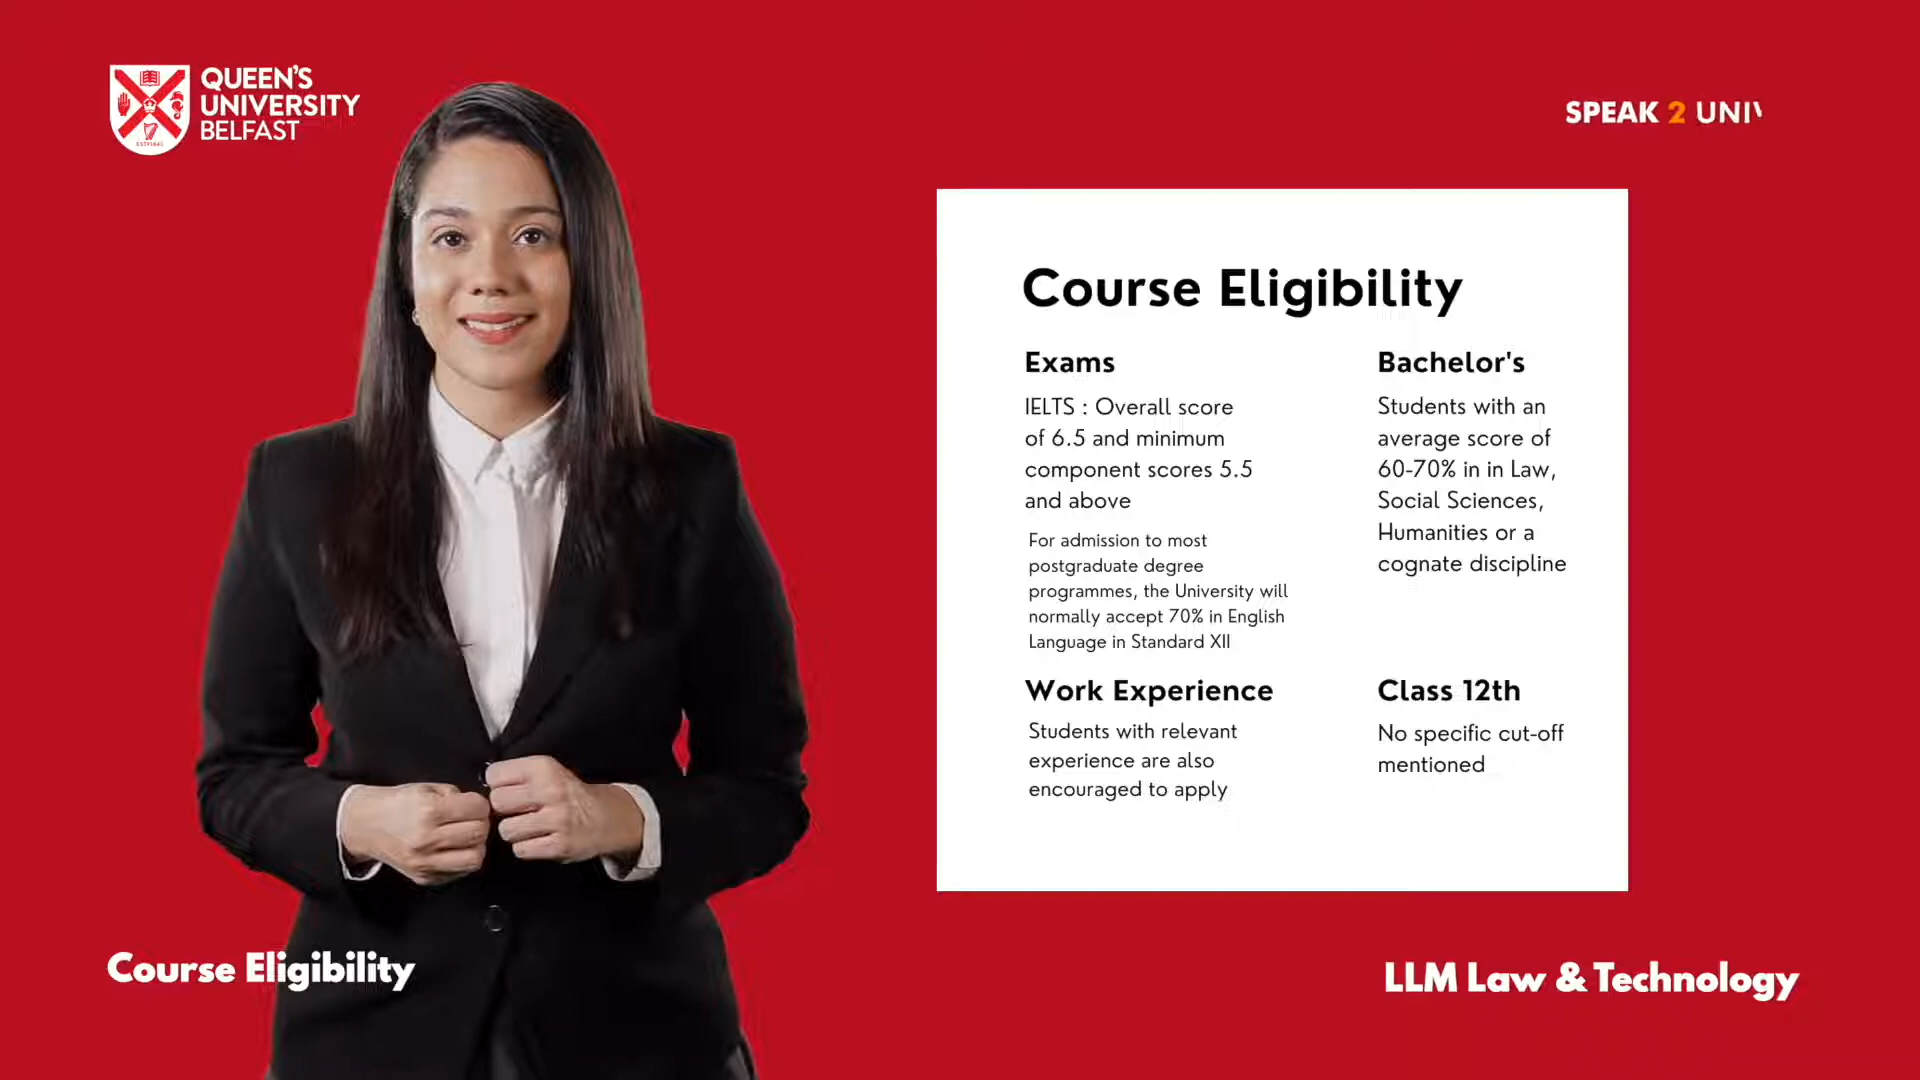 QUEEN'S
UNIVERSITY
BELFAST
ESTD1845
SPEAK 2 UNI
Course Eligibility
Exams
IELTS : Overall score
of 6.5 and minimum
component scores 5.5
and above
For admission to most
postgraduate degree
programmes, the University will
normally accept 70% in English
Language in Standard XII
Bachelor's
Students with an
average score of
60-70% in in Law,
Social Sciences,
Humanities or a
cognate discipline
Work Experience
Students with relevant
experience are also
encouraged to apply
Class 12th
No specific cut-off
mentioned
Course Eligibility
LLM Law & Technology